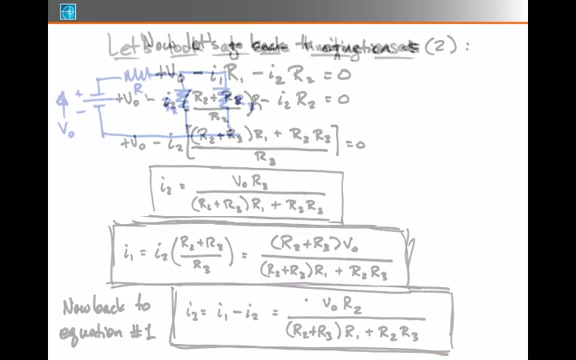 (2) :
+V₀ - i₁R₁ - i₂R₂ = 0
+V₀ - i₂(R₂+R₃/R₃)R₁ - i₂R₂ = 0
+V₀ - i₂[(R₂+R₃)R₁ + R₂R₃/R₃] = 0
i₂ = V₀R₃/((R₂+R₃)R₁ + R₂R₃)
i₁ = i₂(R₂+R₃/R₃) = (R₂+R₃)V₀/((R₂+R₃)R₁ + R₂R₃)
Now back to
equation #1
i₃ = i₁ - i₂ = V₀R₂/((R₂+R₃)R₁ + R₂R₃)
+
-
V₀
R